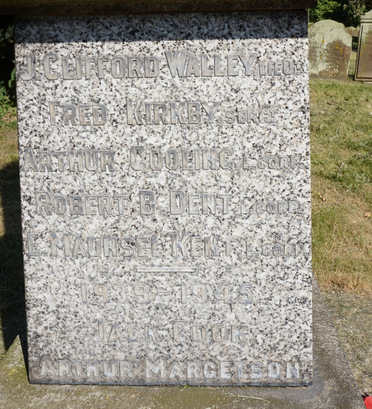 J. CLIFFORD WALLEY, LIEUT.
FRED KIRKBY, SERGT.
ARTHUR COOLING, L. CORP.
ROBERT B. DENT, L. CORP.
MAUNSEL KENT, L. CORP.
1939-1945
JACK COOK
ARTHUR MARGETSON